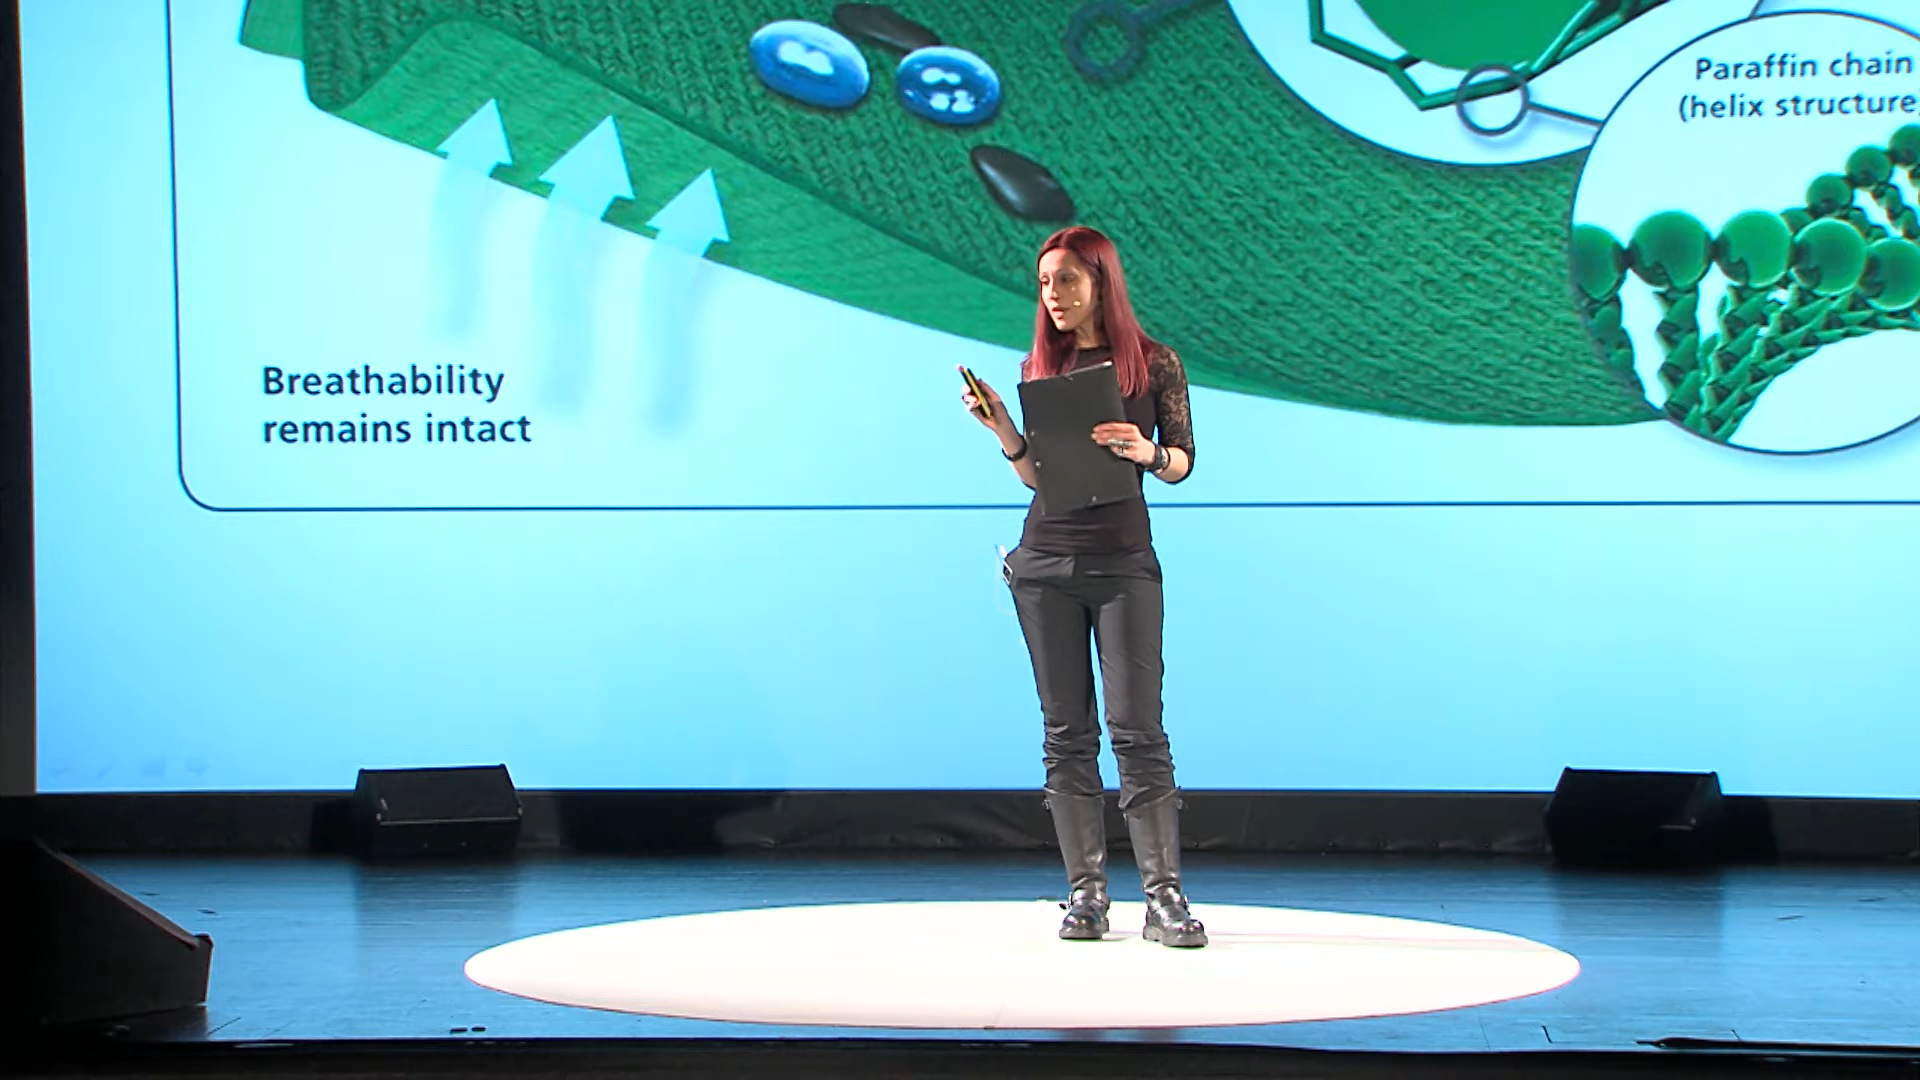 Paraffin chain
(helix structure)
Breathability
remains intact